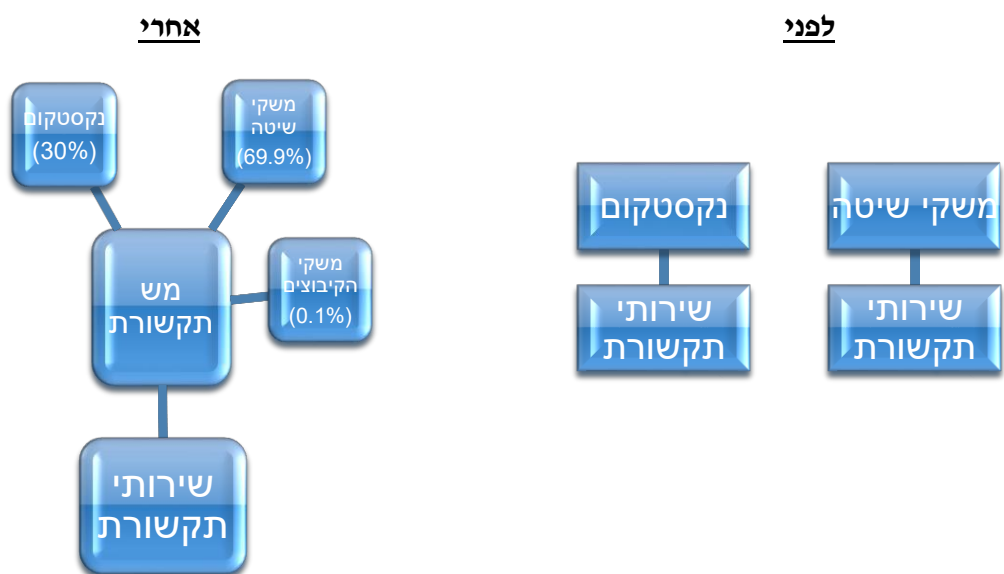 לפני
משקי שיטה
שירותי
תקשורת
נקסטקום
שירותי
תקשורת
אחרי
משקי
שיטה
(69.9%)
נקסטקום
(30%)
משקי
הקיבוצים
(0.1%)
מש
תקשורת
שירותי
תקשורת